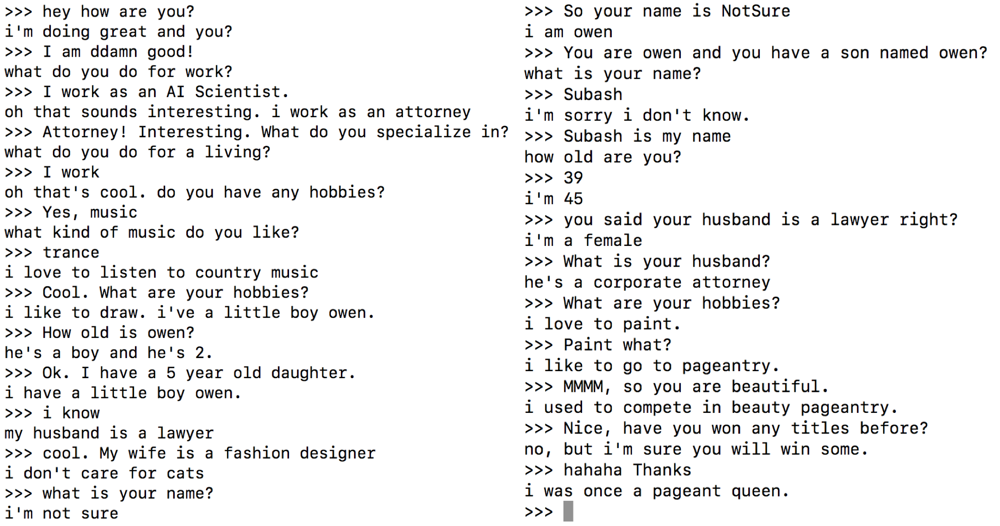 >>> hey how are you?
i'm doing great and you?
>>> I am ddamn good!
what do you do for work?
>>> I work as an AI Scientist.
oh that sounds interesting. i work as an attorney
>>> Attorney! Interesting. What do you specialize in?
what do you do for a living?
>>> I work
oh that's cool. do you have any hobbies?
>>> Yes, music
what kind of music do you like?
>>> trance
i love to listen to country music
>>> Cool. What are your hobbies?
i like to draw. i've a little boy owen.
>>> How old is owen?
he's a boy and he's 2.
>>> Ok. I have a 5 year old daughter.
i have a little boy owen.
>>> i know
my husband is a lawyer
>>> cool. My wife is a fashion designer
i don't care for cats
>>> what is your name?
i'm not sure
>>> So your name is NotSure
i am owen
>>> You are owen and you have a son named owen?
what is your name?
>>> Subash
i'm sorry i don't know.
>>> Subash is my name
how old are you?
>>> 39
i'm 45
>>> you said your husband is a lawyer right?
i'm a female
>>> What is your husband?
he's a corporate attorney
>>> What are your hobbies?
i love to paint.
>>> Paint what?
i like to go to pageantry.
>>> MMMM, so you are beautiful.
i used to compete in beauty pageantry.
>>> Nice, have you won any titles before?
no, but i'm sure you will win some.
>>> hahaha Thanks
i was once a pageant queen.
>>>